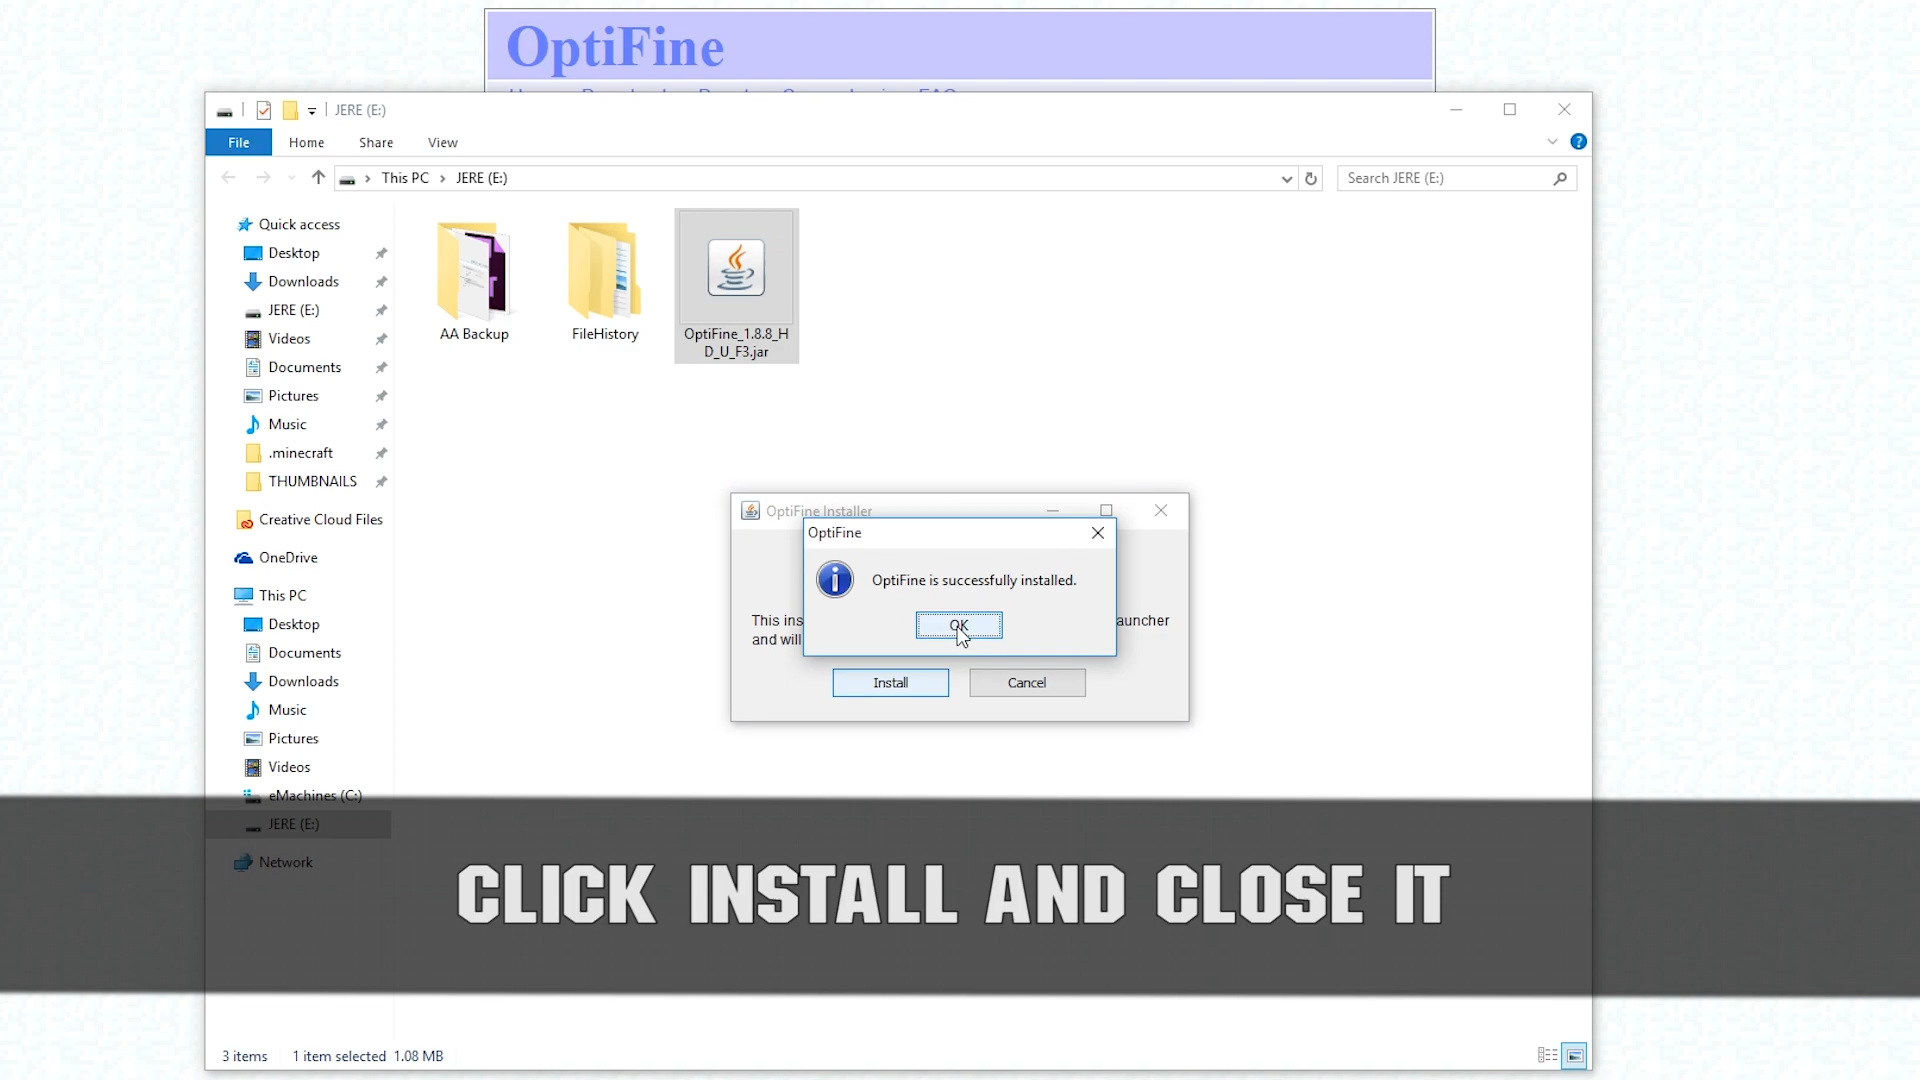 OptiFine
JERE (E:)
File
Home
Share
View
This PC
JERE (E:)
Search JERE (E:)
Quick access
Desktop
Downloads
JERE (E:)
Videos
Documents
Pictures
Music
.minecraft
THUMBNAILS
Creative Cloud Files
OneDrive
This PC
Desktop
Documents
Downloads
Music
Pictures
Videos
eMachines (C:)
JERE (E:)
Network
AA Backup
FileHistory
OptiFine_1.8.8_H
D_U_F3.jar
OptiFine Installer
OptiFine
OptiFine is successfully installed.
OK
This ins
auncher
and will
Install
Cancel
CLICK INSTALL AND CLOSE IT
3 items
1 item selected 1.08 MB